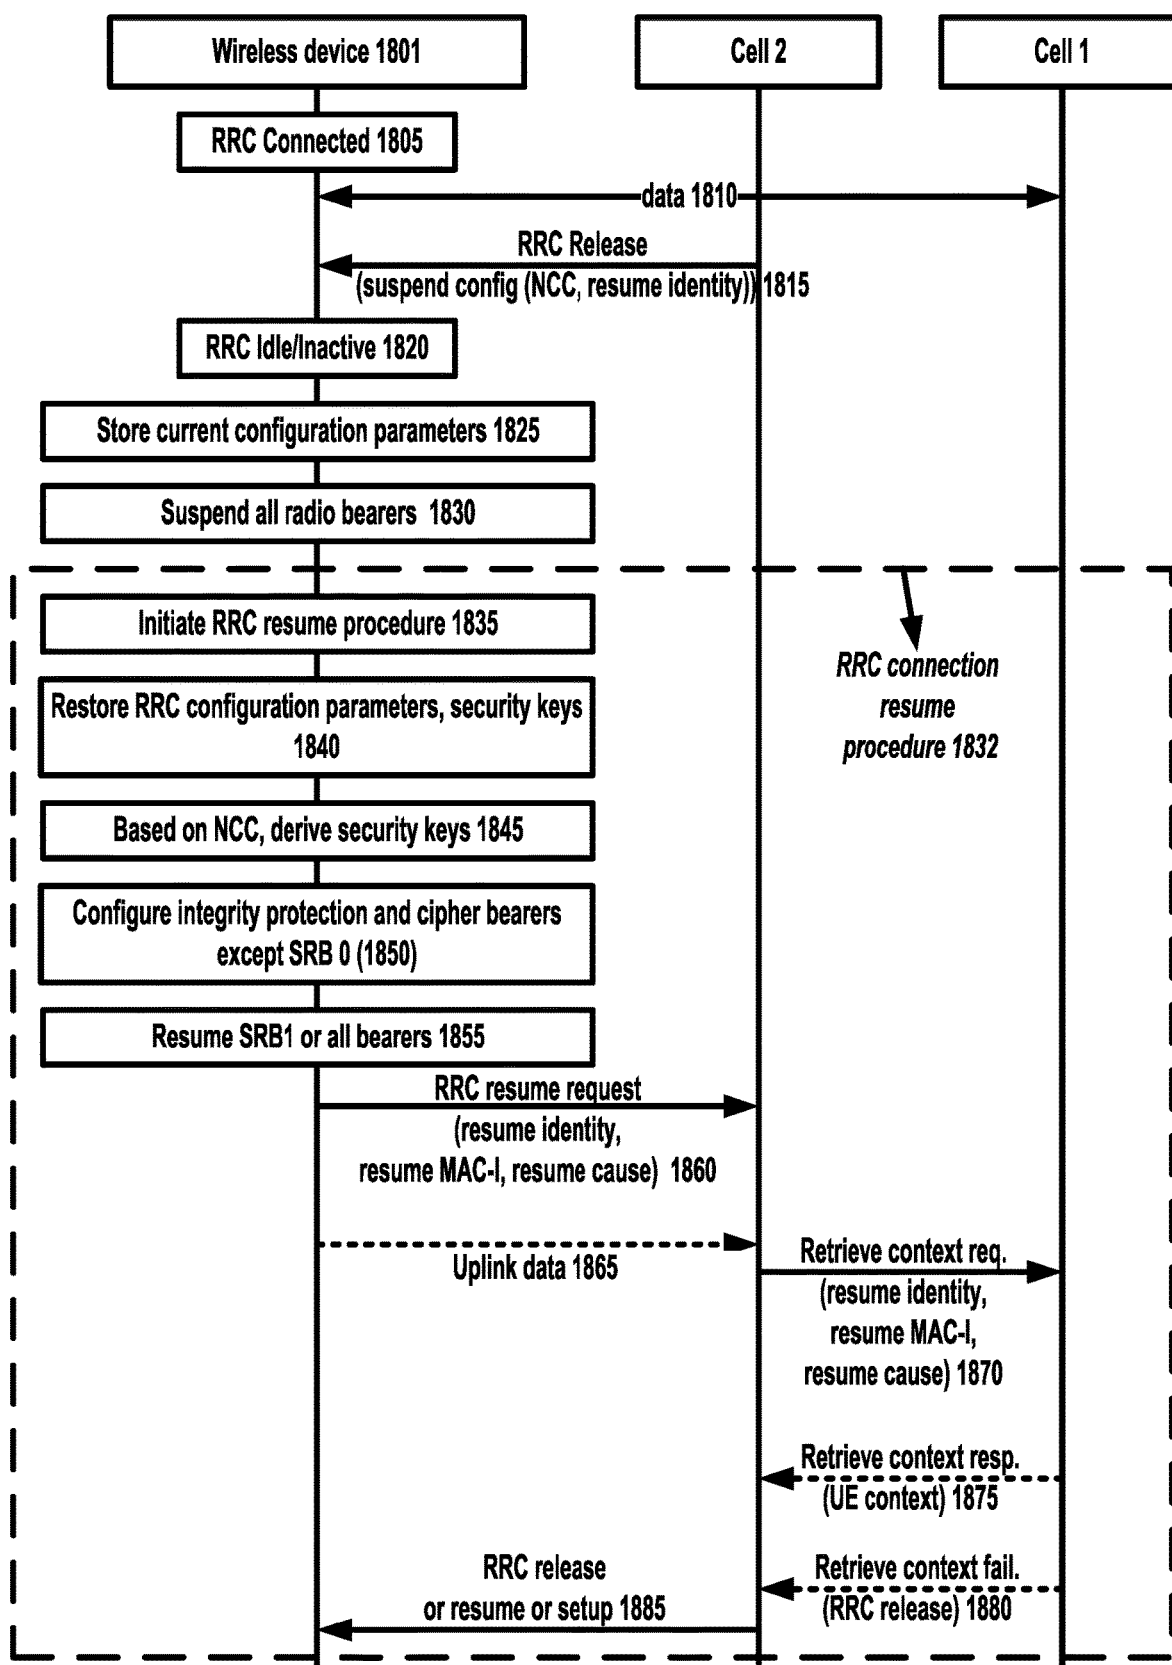 Wireless device 1801
Cell 2
Cell 1
RRC Connected 1805
data 1810
RRC Release
(suspend config (NCC, resume identity)) 1815
RRC Idle/Inactive 1820
Store current configuration parameters 1825
Suspend all radio bearers 1830
Initiate RRC resume procedure 1835
RRC connection
resume
procedure 1832
Restore RRC configuration parameters, security keys
1840
Based on NCC, derive security keys 1845
Configure integrity protection and cipher bearers
except SRB 0 (1850)
Resume SRB1 or all bearers 1855
RRC resume request
(resume identity,
resume MAC-I, resume cause) 1860
Uplink data 1865
Retrieve context req.
(resume identity,
resume MAC-I,
resume cause) 1870
Retrieve context resp.
(UE context) 1875
Retrieve context fail.
(RRC release) 1880
RRC release
or resume or setup 1885